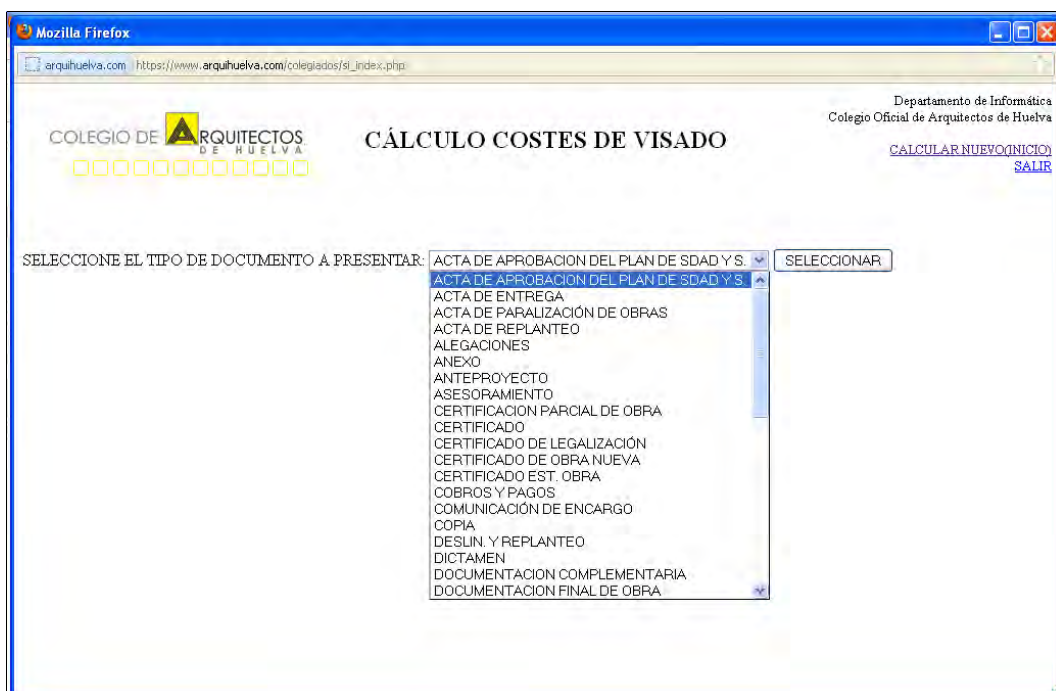 Mozilla Firefox
arquihuelva.com https://www.arquihuelva.com/colegiados/si_index.php
Departamento de Informática
Colegio Oficial de Arquitectos de Huelva
COLEGIO DE ARQUITECTOS
DE HUELVA
CÁLCULO COSTES DE VISADO
CALCULAR NUEVO(INICIO)
SALIR
SELECCIONE EL TIPO DE DOCUMENTO A PRESENTAR: ACTA DE APROBACION DEL PLAN DE SDAD Y S. SELECCIONAR
ACTA DE APROBACION DEL PLAN DE SDAD Y S.
ACTA DE ENTREGA
ACTA DE PARALIZACIÓN DE OBRAS
ACTA DE REPLANTEO
ALEGACIONES
ANEXO
ANTEPROYECTO
ASESORAMIENTO
CERTIFICACION PARCIAL DE OBRA
CERTIFICADO
CERTIFICADO DE LEGALIZACIÓN
CERTIFICADO DE OBRA NUEVA
CERTIFICADO EST. OBRA
COBROS Y PAGOS
COMUNICACIÓN DE ENCARGO
COPIA
DESLIN. Y REPLANTEO
DICTAMEN
DOCUMENTACION COMPLEMENTARIA
DOCUMENTACION FINAL DE OBRA